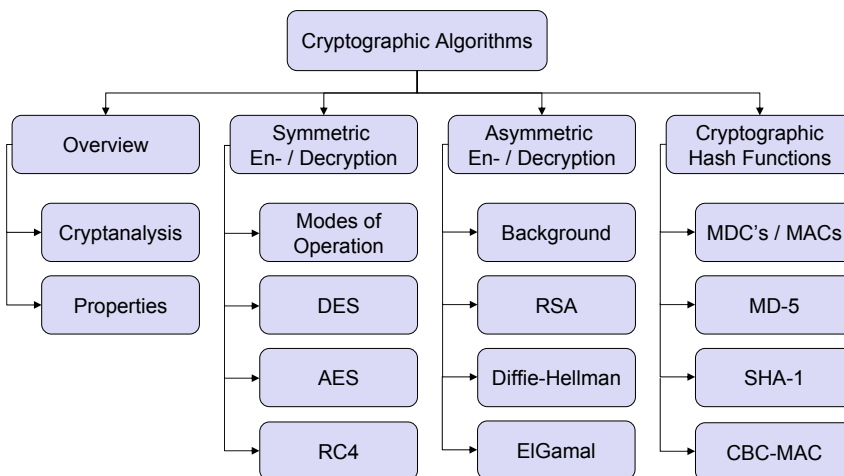 Cryptographic Algorithms
Overview
Symmetric
En- / Decryption
Asymmetric
En- / Decryption
Cryptographic
Hash Functions
Cryptanalysis
Modes of
Operation
Background
MDC’s / MACs
Properties
DES
RSA
MD-5
AES
Diffie-Hellman
SHA-1
RC4
ElGamal
CBC-MAC